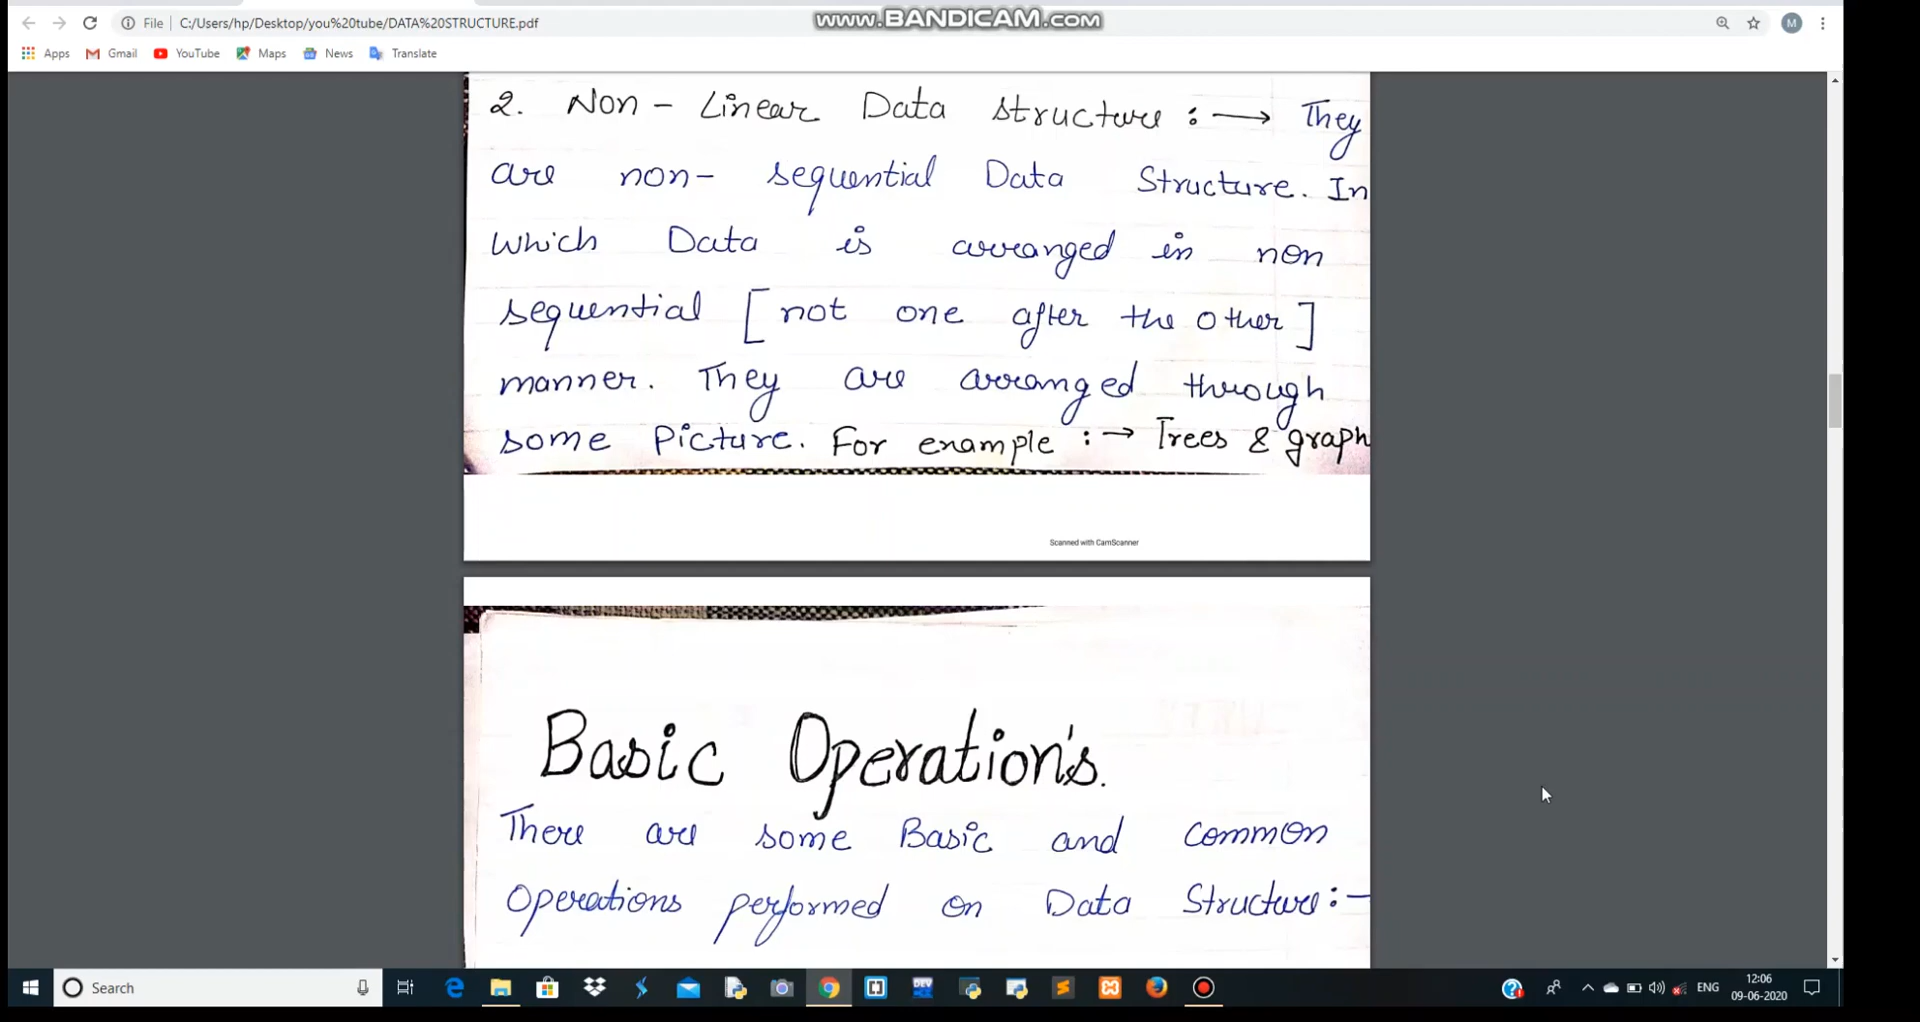 File C:/Users/hp/Desktop/you%20tube/DATA%20STRUCTURE.pdf
www.BANDICAM.com
M
Apps Gmail YouTube Maps News Translate
2. Non - Linear Data structure :→ They
are non- sequential Data Structure. In
which Data is arranged in non
sequential [not one after the other]
manner. They are arranged through
some Picture. For example :→ Trees & graph
Scanned with CamScanner
Basic Operation's.
There are some Basic and common
Operations performed on Data Structure:-
Search
DEV
ENG
12:06
09-06-2020